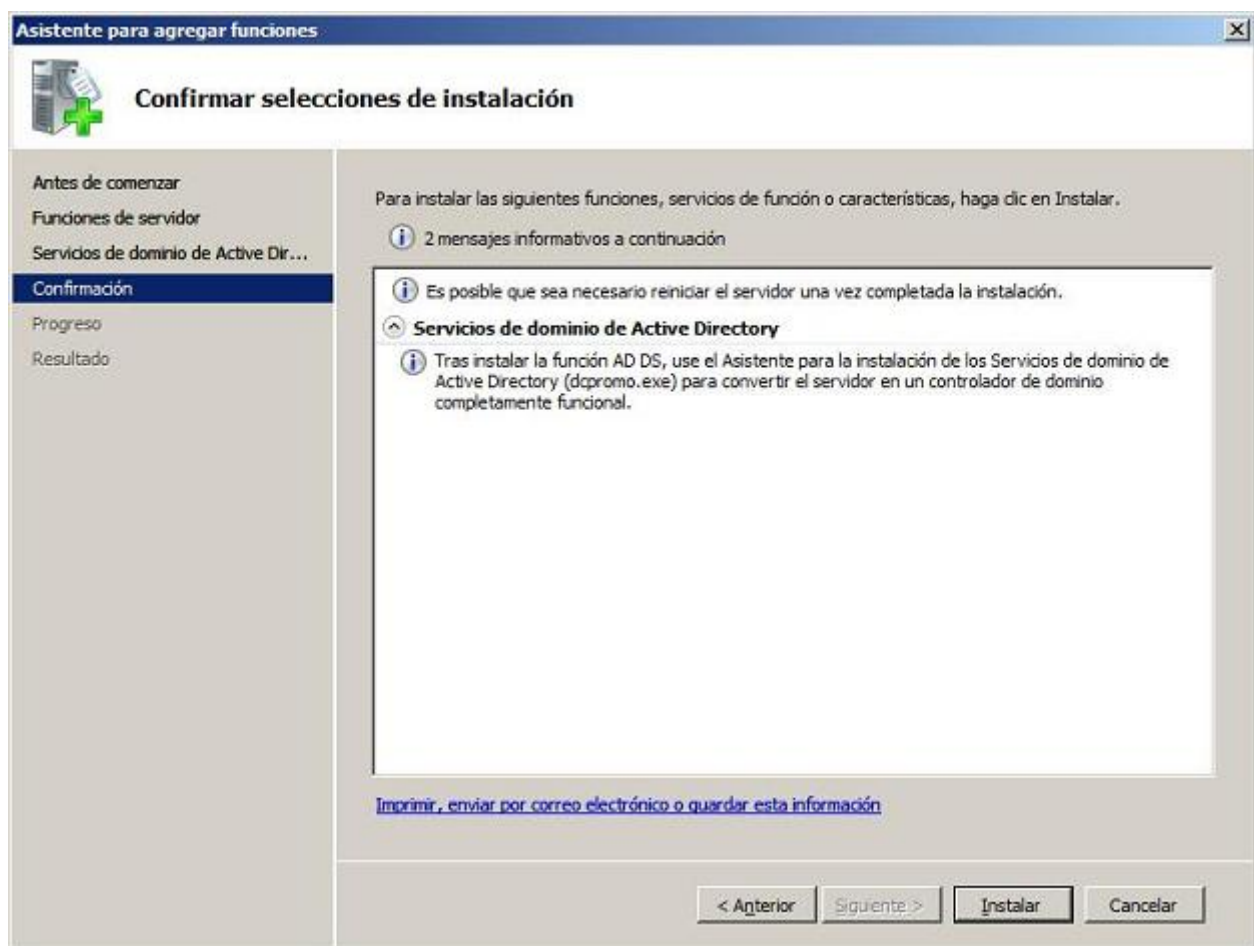 Asistente para agregar funciones
Confirmar selecciones de instalación
Antes de comenzar
Funciones de servidor
Servicios de dominio de Active Dir...
Confirmación
Progreso
Resultado
Para instalar las siguientes funciones, servicios de función o características, haga clic en Instalar.
2 mensajes informativos a continuación
Es posible que sea necesario reiniciar el servidor una vez completada la instalación.
Servicios de dominio de Active Directory
Tras instalar la función AD DS, use el Asistente para la instalación de los Servicios de dominio de
Active Directory (dcpromo.exe) para convertir el servidor en un controlador de dominio
completamente funcional.
Imprimir, enviar por correo electrónico o guardar esta información
< Anterior
Siguiente >
Instalar
Cancelar